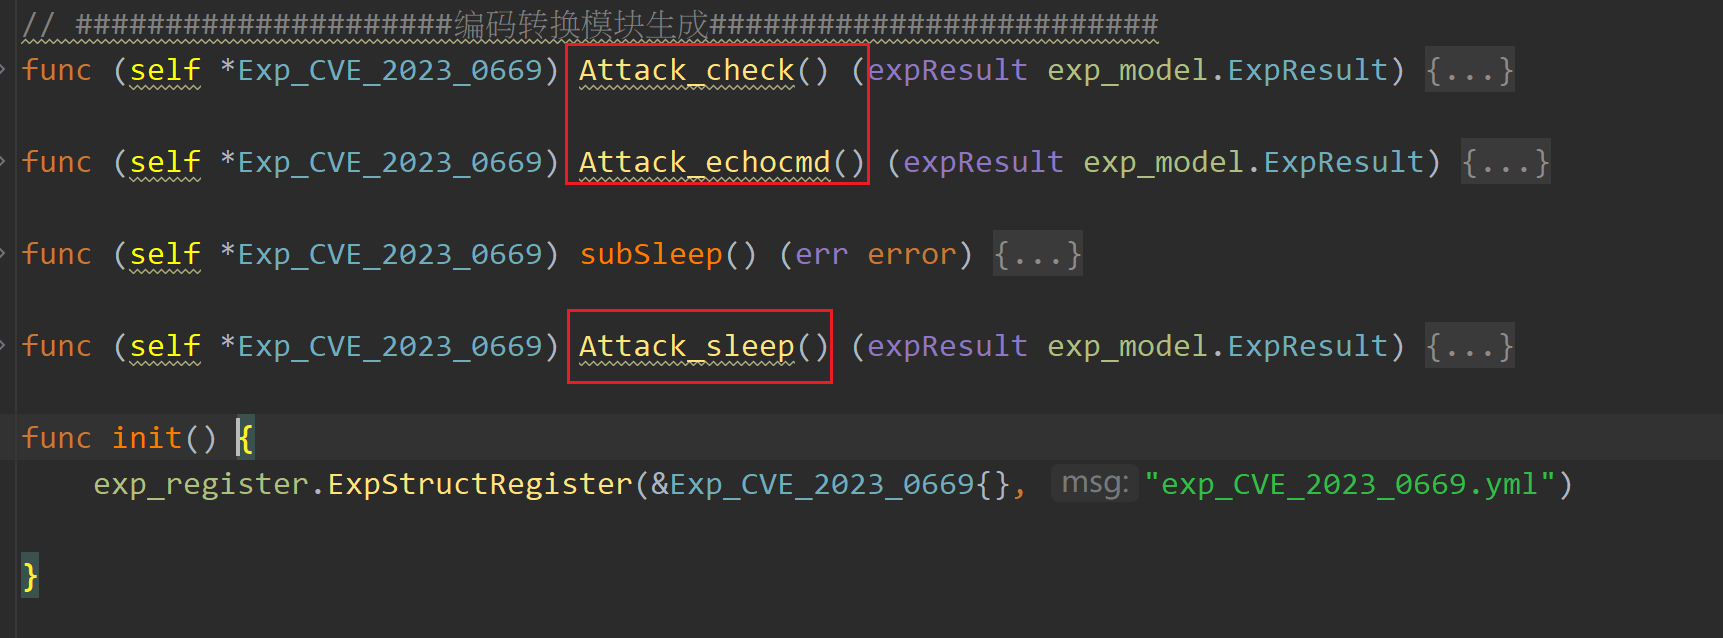 // #####################编码转换模块生成#########################
func (self *Exp_CVE_2023_0669) Attack_check() (expResult exp_model.ExpResult) {...}
func (self *Exp_CVE_2023_0669) Attack_echocmd() (expResult exp_model.ExpResult) {...}
func (self *Exp_CVE_2023_0669) subSleep() (err error) {...}
func (self *Exp_CVE_2023_0669) Attack_sleep() (expResult exp_model.ExpResult) {...}
func init() {
exp_register.ExpStructRegister(&Exp_CVE_2023_0669{}, msg: "exp_CVE_2023_0669.yml")
}